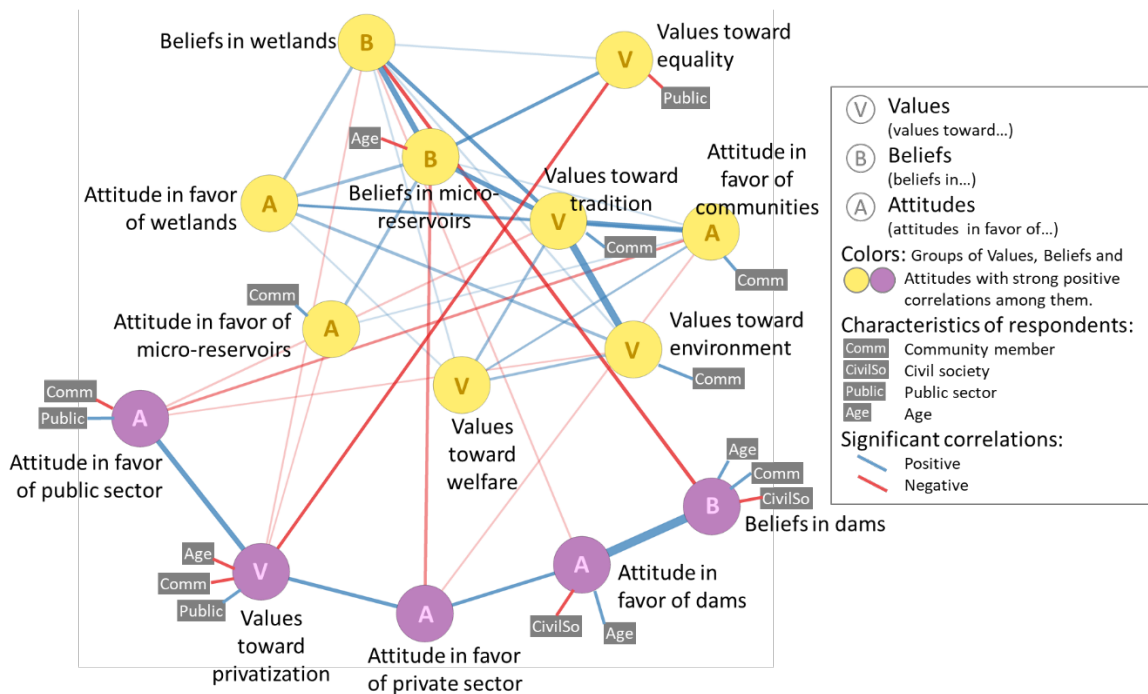 Beliefs in wetlands
B
Values toward
equality
V
Public
Age
B
Beliefs in micro-
reservoirs
Attitude in favor
of wetlands
A
Values toward
tradition
V
Comm
Attitude in
favor of
communities
A
Comm
Comm
Attitude in favor of
micro-reservoirs
A
Values toward
environment
V
Comm
V
Values
toward
welfare
Comm
Public
A
Attitude in favor
of public sector
Age
Comm
Public
V
Values
toward
privatization
A
Attitude in favor
of private sector
A
Attitude in
favor of dams
CivilSo
Age
Age
Comm
CivilSo
B
Beliefs in dams
V
Values
(values toward...)
B
Beliefs
(beliefs in...)
A
Attitudes
(attitudes in favor of...)
Colors: Groups of Values, Beliefs and
Attitudes with strong positive
correlations among them.
Characteristics of respondents:
Comm Community member
CivilSo Civil society
Public Public sector
Age Age
Significant correlations:
Positive
Negative